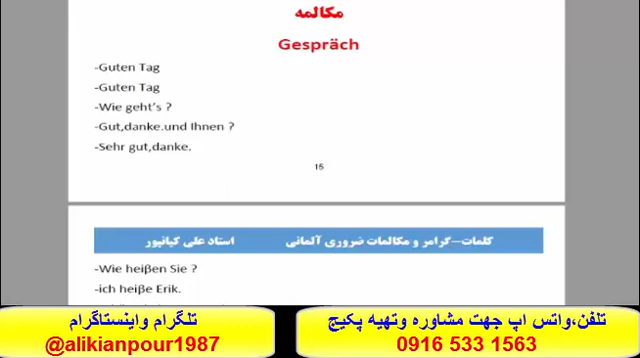 مکالمه
Gespräch
-Guten Tag
-Guten Tag
-Wie geht's ?
-Gut,danke.und Ihnen ?
-Sehr gut,danke.
15
کلمات-گرامر و مکالمات ضروری آلمانی استاد علی کیانپور
-Wie heiβen Sie ?
-ich heiβe Erik.
تلگرام واینستاگرام
@alikianpour1987
تلفن،واتس اپ جهت مشاوره وتهیه پکیج
0916 533 1563